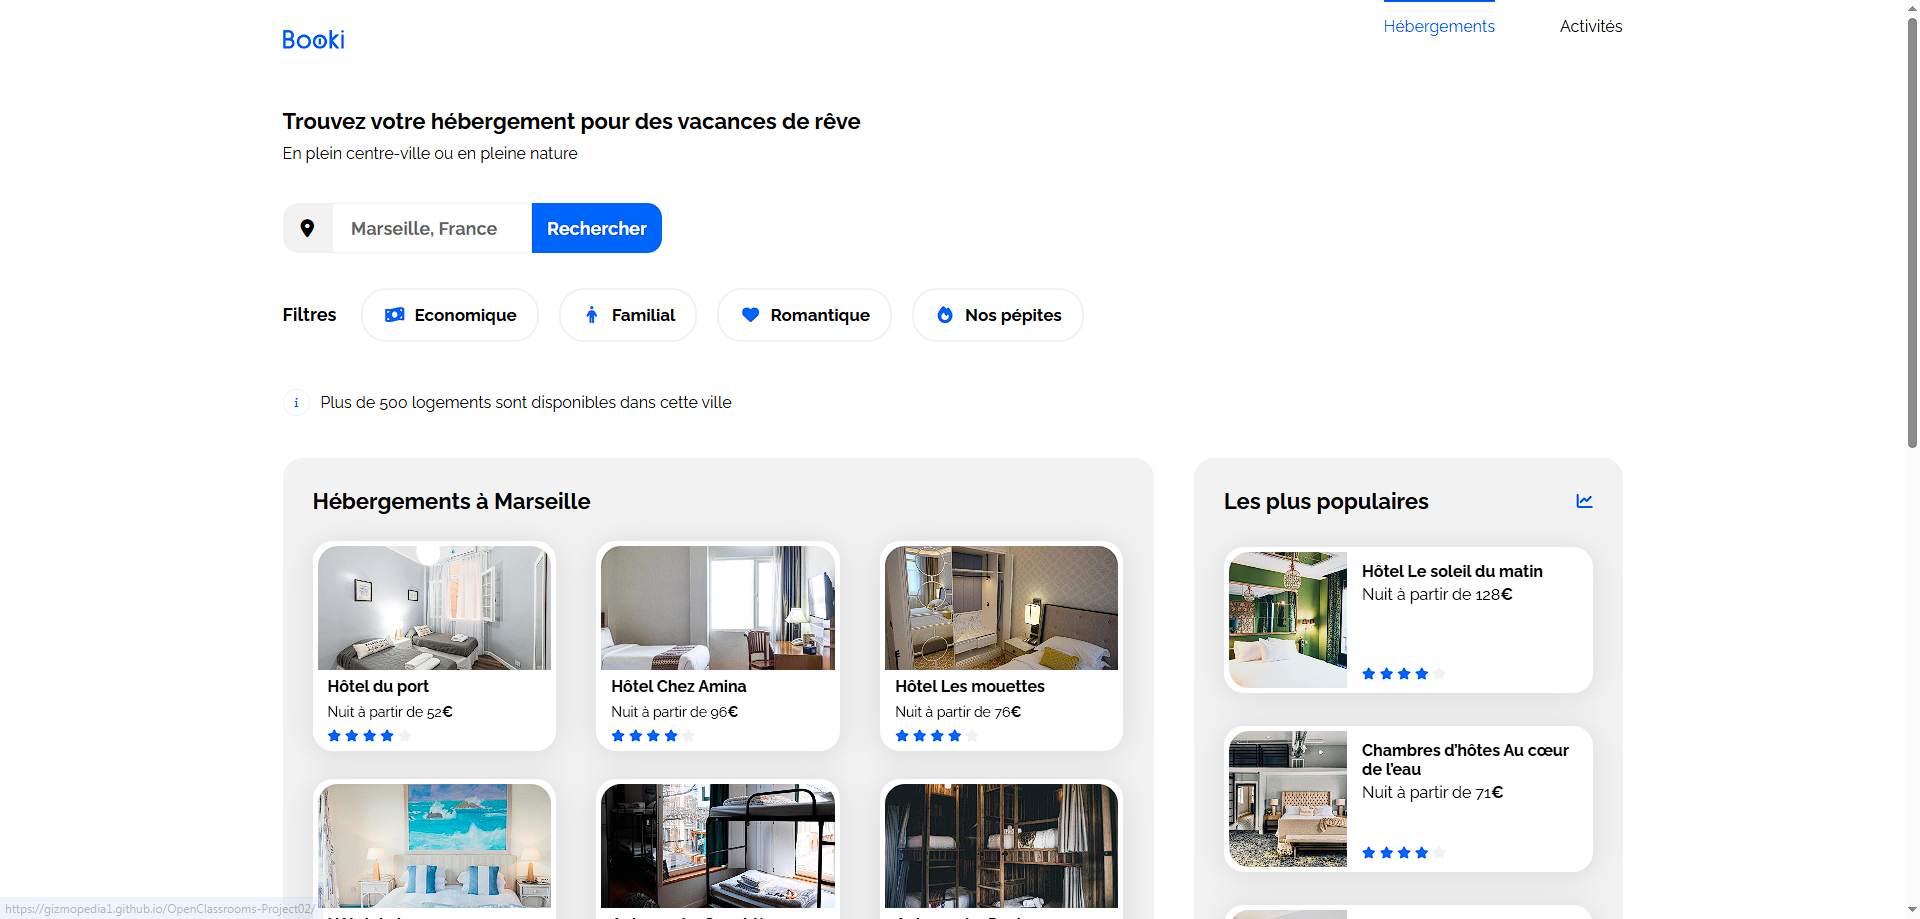 Booki
Hébergements
Activités
Trouvez votre hébergement pour des vacances de rêve
En plein centre-ville ou en pleine nature
Marseille, France
Rechercher
Filtres
Economique
Familial
Romantique
Nos pépites
i
Plus de 500 logements sont disponibles dans cette ville
Hébergements à Marseille
Hôtel du port
Nuit à partir de 52€
Hôtel Chez Amina
Nuit à partir de 96€
Hôtel Les mouettes
Nuit à partir de 76€
Les plus populaires
Hôtel Le soleil du matin
Nuit à partir de 128€
Chambres d’hôtes Au cœur
de l’eau
Nuit à partir de 71€
https://gizmopedia1.github.io/OpenClassrooms-Project02/